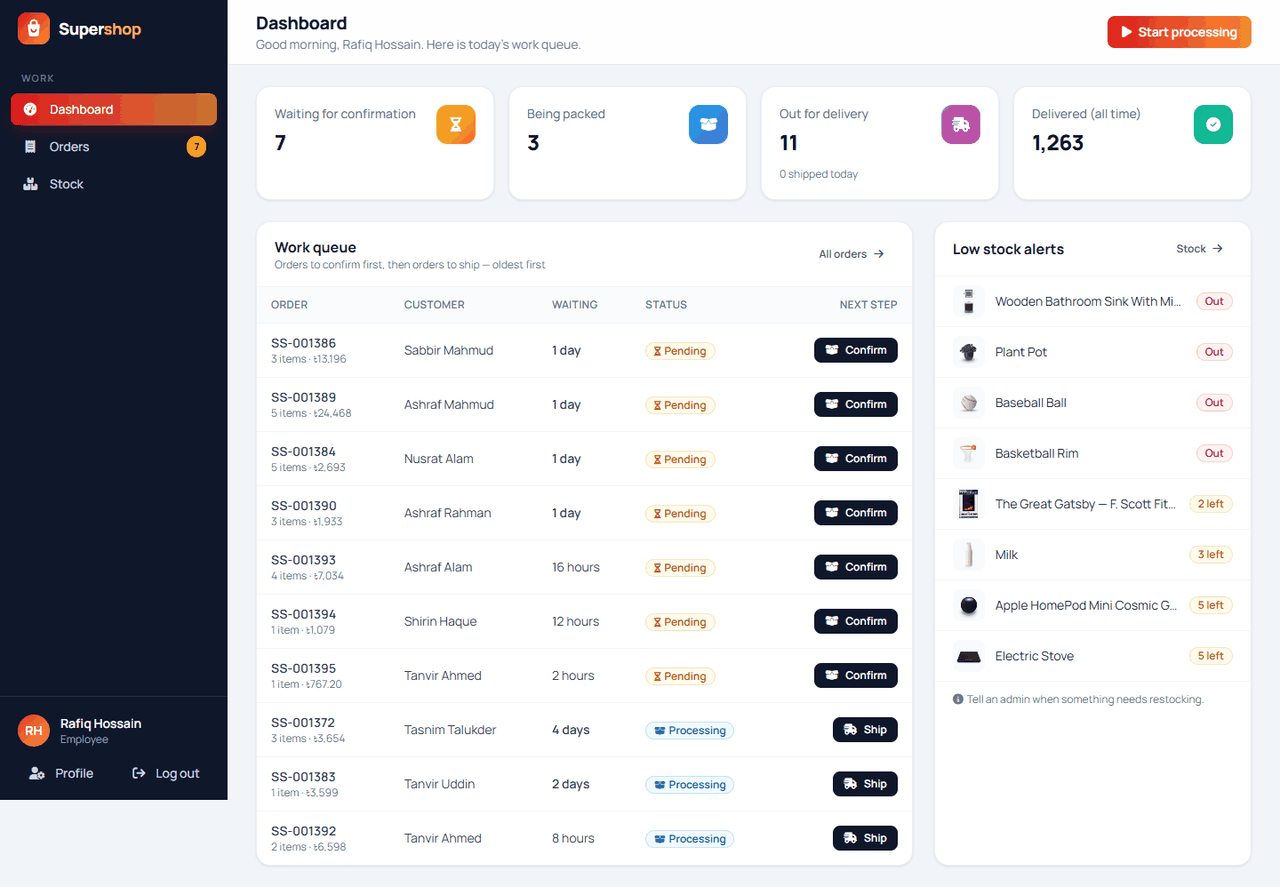 Supershop
WORK
Dashboard
Orders
7
Stock
RH
Rafiq Hossain
Employee
Profile
Log out
Dashboard
Good morning, Rafiq Hossain. Here is today's work queue.
Start processing
Waiting for confirmation
7
Being packed
3
Out for delivery
11
0 shipped today
Delivered (all time)
1,263
Work queue
Orders to confirm first, then orders to ship — oldest first
All orders →
ORDER CUSTOMER WAITING STATUS NEXT STEP
SS-001386 Sabbir Mahmud 1 day Pending Confirm
3 items · ৳13,196
SS-001389 Ashraf Mahmud 1 day Pending Confirm
5 items · ৳24,468
SS-001384 Nusrat Alam 1 day Pending Confirm
5 items · ৳2,693
SS-001390 Ashraf Rahman 1 day Pending Confirm
3 items · ৳1,933
SS-001393 Ashraf Alam 16 hours Pending Confirm
4 items · ৳7,034
SS-001394 Shirin Haque 12 hours Pending Confirm
1 item · ৳1,079
SS-001395 Tanvir Ahmed 2 hours Pending Confirm
1 item · ৳767.20
SS-001372 Tasnim Talukder 4 days Processing Ship
3 items · ৳3,654
SS-001383 Tanvir Uddin 2 days Processing Ship
1 item · ৳3,599
SS-001392 Tanvir Ahmed 8 hours Processing Ship
2 items · ৳6,598
Low stock alerts
Stock →
Wooden Bathroom Sink With Mi... Out
Plant Pot Out
Baseball Ball Out
Basketball Rim Out
The Great Gatsby — F. Scott Fit... 2 left
Milk 3 left
Apple HomePod Mini Cosmic G... 5 left
Electric Stove 5 left
Tell an admin when something needs restocking.